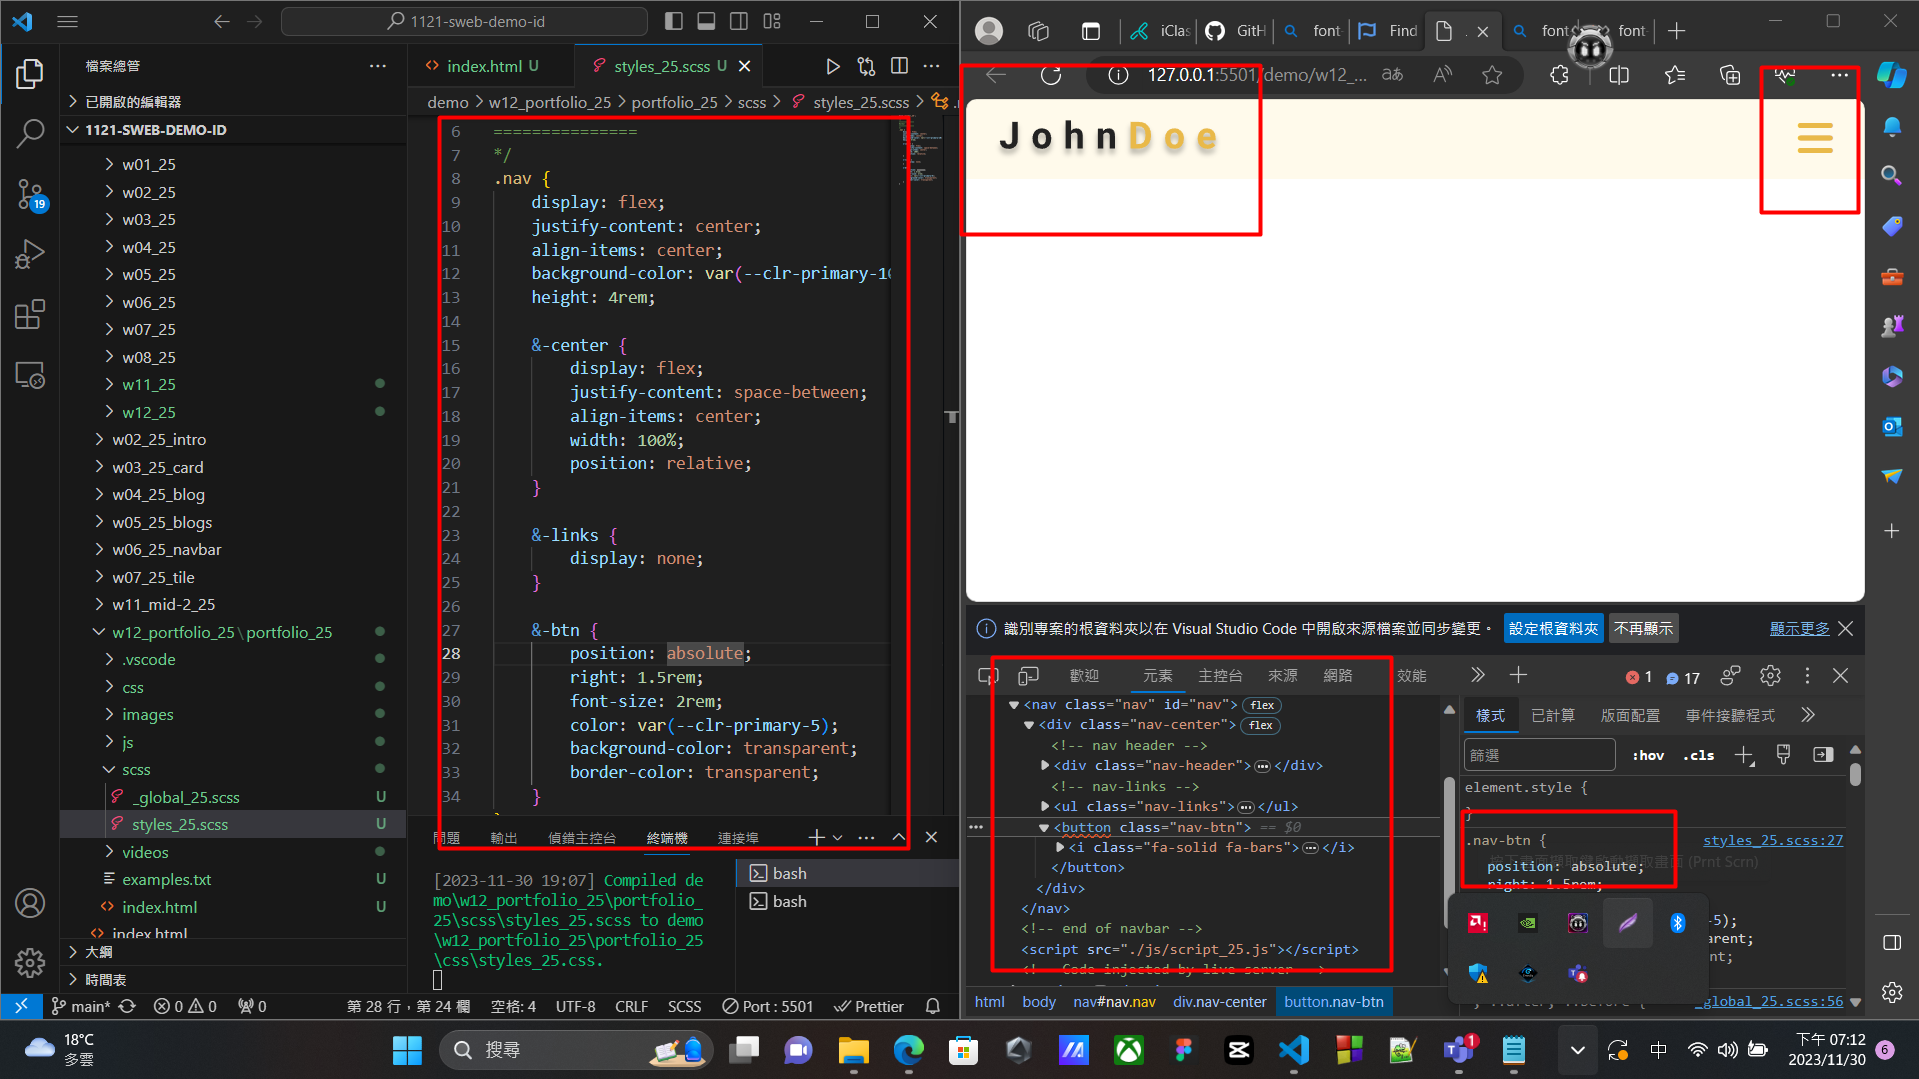 1121-sweb-demo-id
檔案總管
已開啟的編輯器
1121-SWEB-DEMO-ID
w01_25
w02_25
w03_25
w04_25
w05_25
w06_25
w07_25
w08_25
w11_25
w12_25
w02_25_intro
w03_25_card
w04_25_blog
w05_25_blogs
w06_25_navbar
w07_25_tile
w11_mid-2_25
w12_portfolio_25\portfolio_25
.vscode
css
images
js
scss
_global_25.scss U
styles_25.scss U
videos
examples.txt U
index.html U
index.html
大綱
時間表
19
index.html U
styles_25.scss U
demo > w12_portfolio_25 > portfolio_25 > scss > styles_25.scss >
6 ===============
7 */
8 .nav {
9 display: flex;
10 justify-content: center;
11 align-items: center;
12 background-color: var(--clr-primary-10
13 height: 4rem;
14
15 &-center {
16 display: flex;
17 justify-content: space-between;
18 align-items: center;
19 width: 100%;
20 position: relative;
21 }
22
23 &-links {
24 display: none;
25 }
26
27 &-btn {
28 position: absolute;
29 right: 1.5rem;
30 font-size: 2rem;
31 color: var(--clr-primary-5);
32 background-color: transparent;
33 border-color: transparent;
34 }
問題 輸出 偵錯主控台 終端機 連接埠
[2023-11-30 19:07] Compiled de
mo\w12_portfolio_25\portfolio_
25\scss\styles_25.scss to demo
\w12_portfolio_25\portfolio_25
\css\styles_25.css.
bash
bash
main* 0 0 0 第 28 行，第 24 欄 空格: 4 UTF-8 CRLF SCSS Port : 5501 Prettier
iClas GitH font Find font font
127.0.0.1:5501/demo/w12_...
JohnDoe
識別專案的根資料夾以在 Visual Studio Code 中開啟來源檔案並同步變更。 設定根資料夾 不再顯示 顯示更多
歡迎 元素 主控台 來源 網路 效能 1 17
<nav class="nav" id="nav"> flex
<div class="nav-center"> flex
<!-- nav header -->
<div class="nav-header">…</div>
<!-- nav-links -->
<ul class="nav-links">…</ul>
<button class="nav-btn"> == $0
<i class="fa-solid fa-bars">…</i>
</button>
</div>
</nav>
<!-- end of navbar -->
<script src="./js/script_25.js"></script>
<!-- Code injected by live-server -->
html body nav#nav.nav div.nav-center button.nav-btn
樣式 已計算 版面配置 事件接聽程式
篩選 :hov .cls
element.style {
}
.nav-btn { styles_25.scss:27
position: absolute;
right: 1.5rem;
-5);
_global_25.scss:56
18°C
多雲
搜尋
1
中
下午 07:12
2023/11/30
6